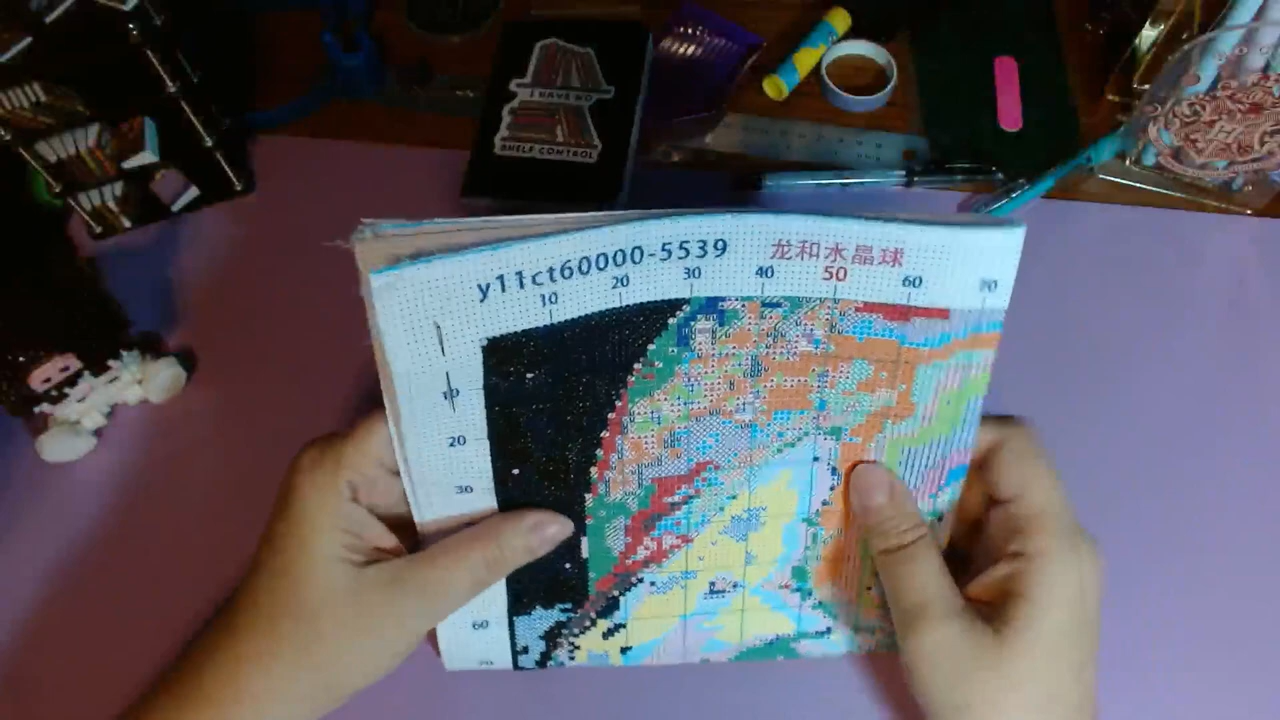 I HAVE NO
SHELF CONTROL
y11ct60000-5539 龙和水晶球
10 20 30 40 50 60 70
10
20
30
60
70